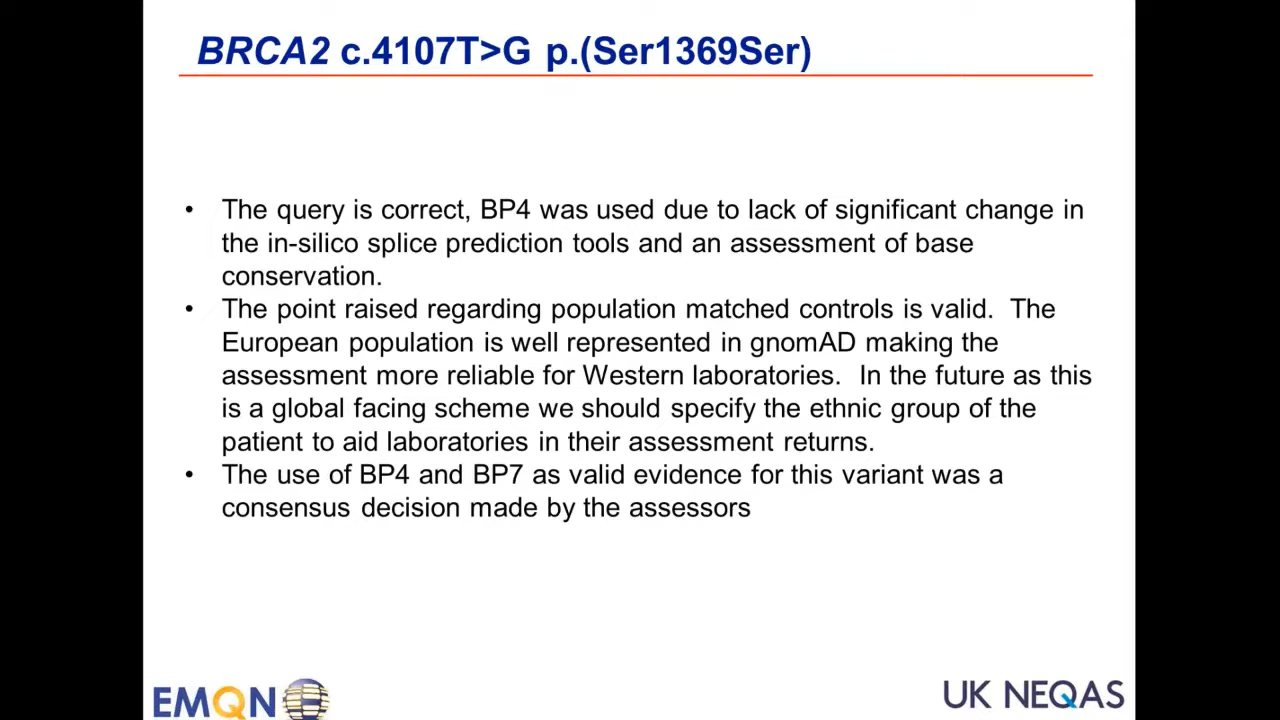 BRCA2 c.4107T>G p.(Ser1369Ser)
• The query is correct, BP4 was used due to lack of significant change in
the in-silico splice prediction tools and an assessment of base
conservation.
• The point raised regarding population matched controls is valid.  The
European population is well represented in gnomAD making the
assessment more reliable for Western laboratories.  In the future as this
is a global facing scheme we should specify the ethnic group of the
patient to aid laboratories in their assessment returns.
• The use of BP4 and BP7 as valid evidence for this variant was a
consensus decision made by the assessors
EMQN
UK NEQAS